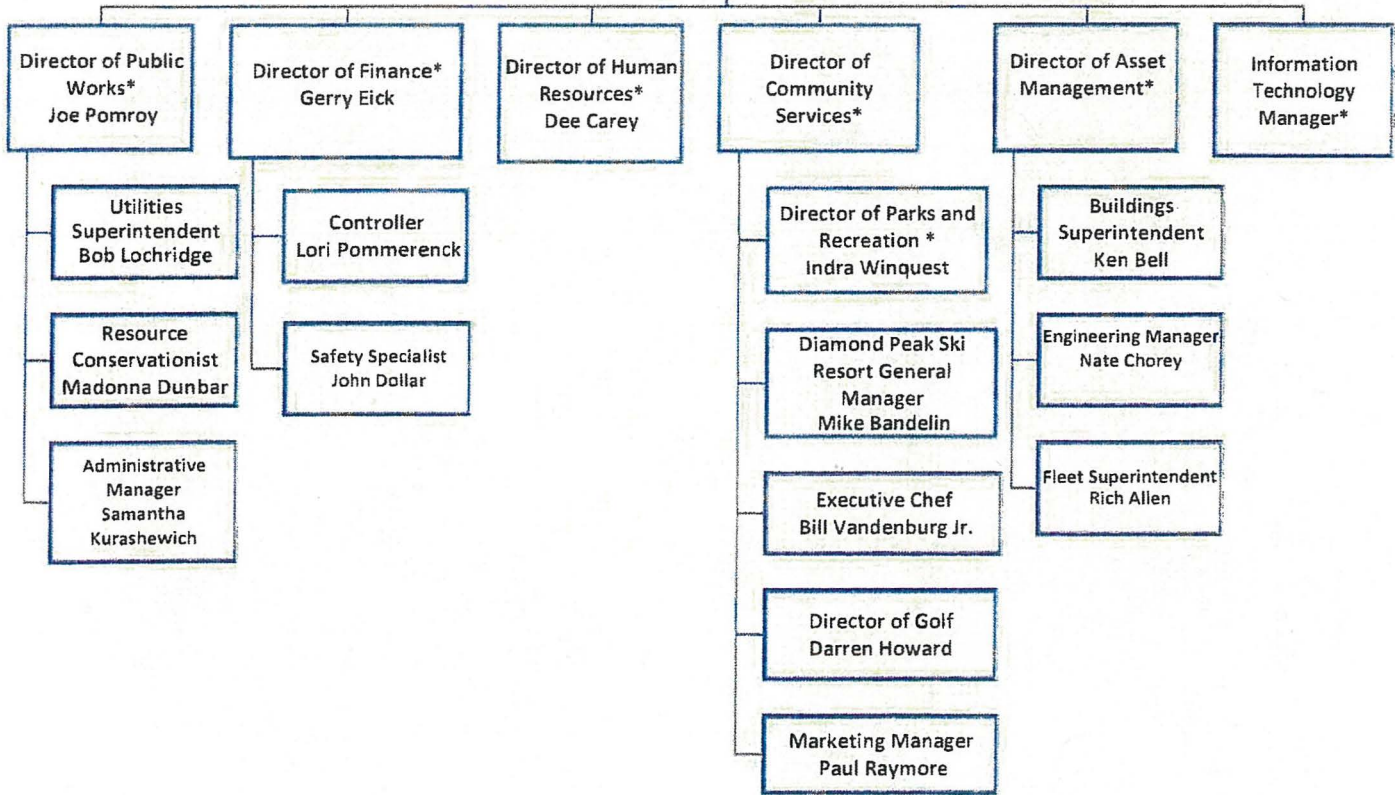 Director of Public
Works*
Joe Pomroy
Director of Finance*
Gerry Eick
Director of Human
Resources*
Dee Carey
Director of
Community
Services*
Director of Asset
Management*
Information
Technology
Manager*
Utilities
Superintendent
Bob Lochridge
Resource
Conservationist
Madonna Dunbar
Administrative
Manager
Samantha
Kurashewich
Controller
Lori Pommerenck
Safety Specialist
John Dollar
Director of Parks and
Recreation *
Indra Winquest
Diamond Peak Ski
Resort General
Manager
Mike Bandelin
Executive Chef
Bill Vandenburg Jr.
Director of Golf
Darren Howard
Marketing Manager
Paul Raymore
Buildings
Superintendent
Ken Bell
Engineering Manager
Nate Chorey
Fleet Superintendent
Rich Allen